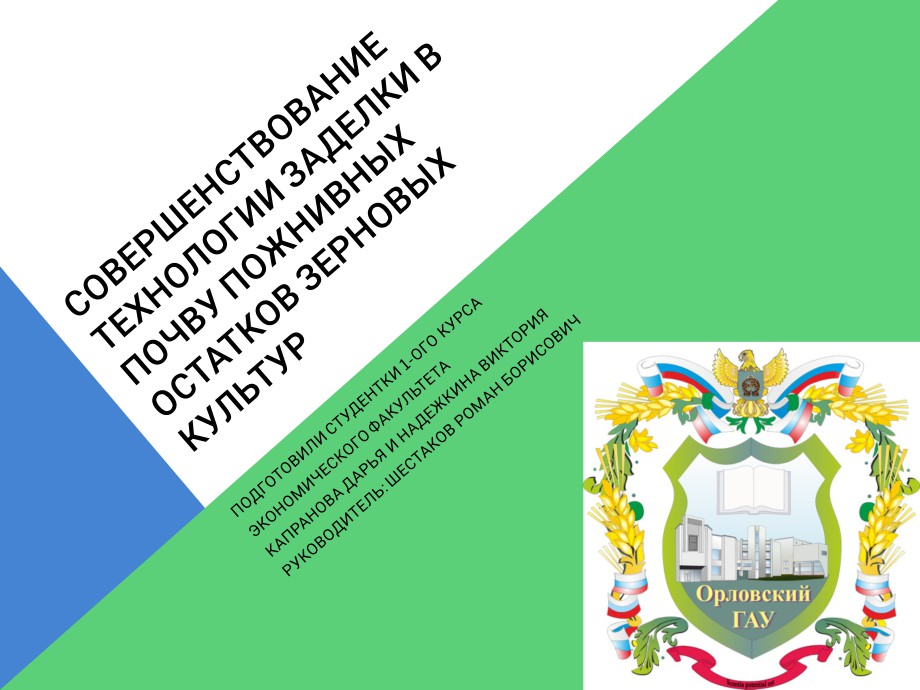 СОВЕРШЕНСТВОВАНИЕ
ТЕХНОЛОГИИ ЗАДЕЛКИ В
ПОЧВУ ПОЖНИВНЫХ
ОСТАТКОВ ЗЕРНОВЫХ
КУЛЬТУР
ПОДГОТОВИЛИ СТУДЕНТКИ 1-ОГО КУРСА
ЭКОНОМИЧЕСКОГО ФАКУЛЬТЕТА
КАПРАНОВА ДАРЬЯ И НАДЕЖКИНА ВИКТОРИЯ
РУКОВОДИТЕЛЬ: ШЕСТАКОВ РОМАН БОРИСОВИЧ
Орловский
ГАУ